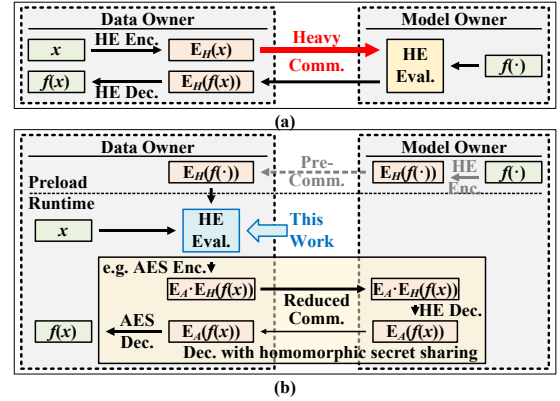 Data Owner Model Owner
x HE Enc. E_H(x) Heavy Comm. HE Eval. f(·)
f(x) HE Dec. E_H(f(x))
(a)
Data Owner Model Owner
E_H(f(·)) Pre-Comm. E_H(f(·)) HE Enc. f(·)
Preload
Runtime
x HE Eval. This Work
e.g. AES Enc.
E_A·E_H(f(x)) Reduced Comm. E_A·E_H(f(x))
HE Dec.
f(x) AES Dec. E_A(f(x)) E_A(f(x))
Dec. with homomorphic secret sharing
(b)